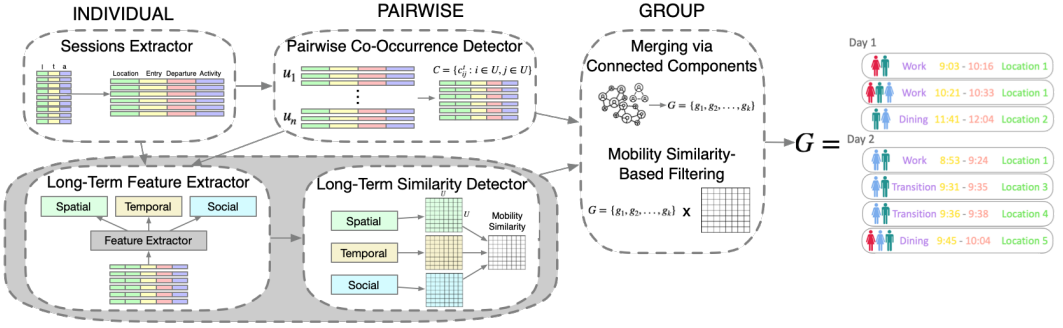 INDIVIDUAL
Sessions Extractor
l t a
Location Entry Departure Activity
PAIRWISE
Pairwise Co-Occurrence Detector
u₁
⋮
uₙ
C = {cᵗᵢⱼ : i ∈ U, j ∈ U}
Long-Term Feature Extractor
Spatial Temporal Social
Feature Extractor
Long-Term Similarity Detector
Spatial
Temporal
Social
U
U
Mobility
Similarity
GROUP
Merging via
Connected Components
G = {g₁, g₂, . . . , gₖ}
Mobility Similarity-
Based Filtering
G = {g₁, g₂, . . . , gₖ} X
G =
Day 1
Work 9:03 - 10:16 Location 1
Work 10:21 - 10:33 Location 1
Dining 11:41 - 12:04 Location 2
Day 2
Work 8:53 - 9:24 Location 1
Transition 9:31 - 9:35 Location 3
Transition 9:36 - 9:38 Location 4
Dining 9:45 - 10:04 Location 5